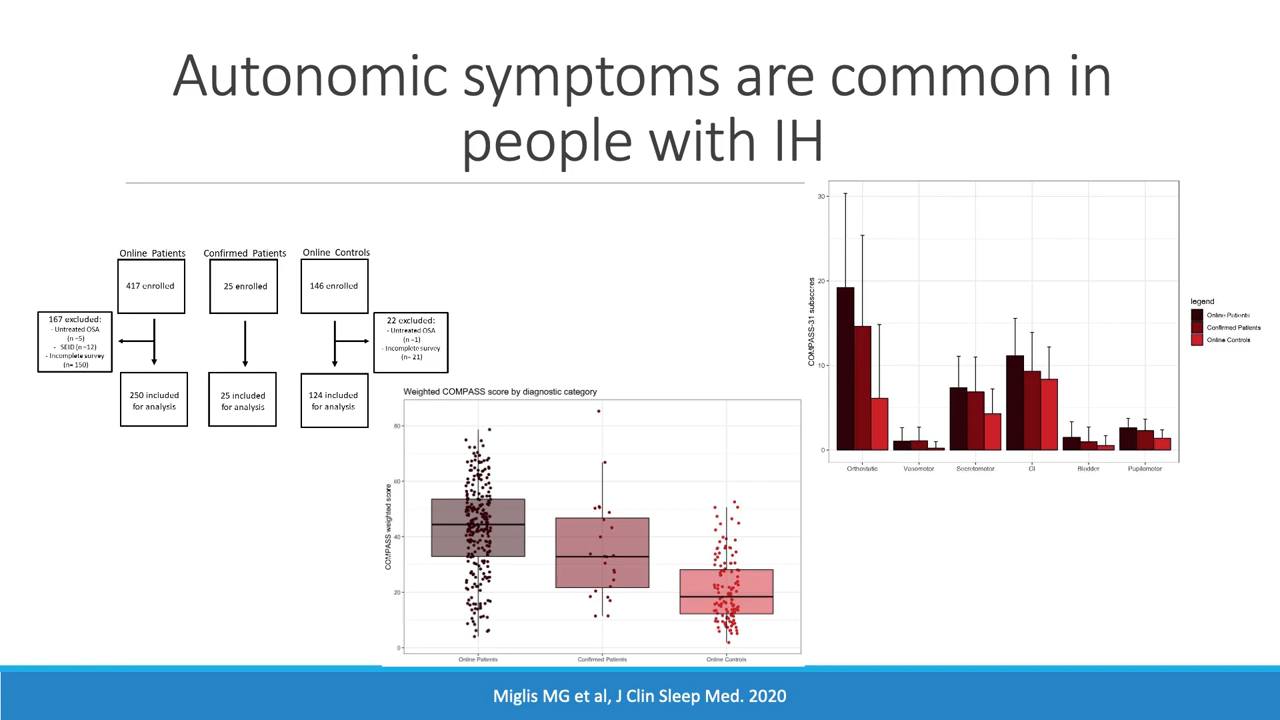 Autonomic symptoms are common in
people with IH
Online Patients
Confirmed Patients
Online Controls
417 enrolled
25 enrolled
146 enrolled
167 excluded:
- Untreated OSA
(n =5)
- SEID (n =12)
- Incomplete survey
(n= 150)
22 excluded:
- Untreated OSA
(n =1)
- Incomplete survey
(n= 21)
250 included
for analysis
25 included
for analysis
124 included
for analysis
Weighted COMPASS score by diagnostic category
COMPASS weighted score
80
60
40
20
0
Online Patients
Confirmed Patients
Online Controls
COMPASS-31 subscores
30
20
10
0
Orthostatic
Vasomotor
Secretomotor
GI
Bladder
Pupilomotor
legend
Online Patients
Confirmed Patients
Online Controls
Miglis MG et al, J Clin Sleep Med. 2020